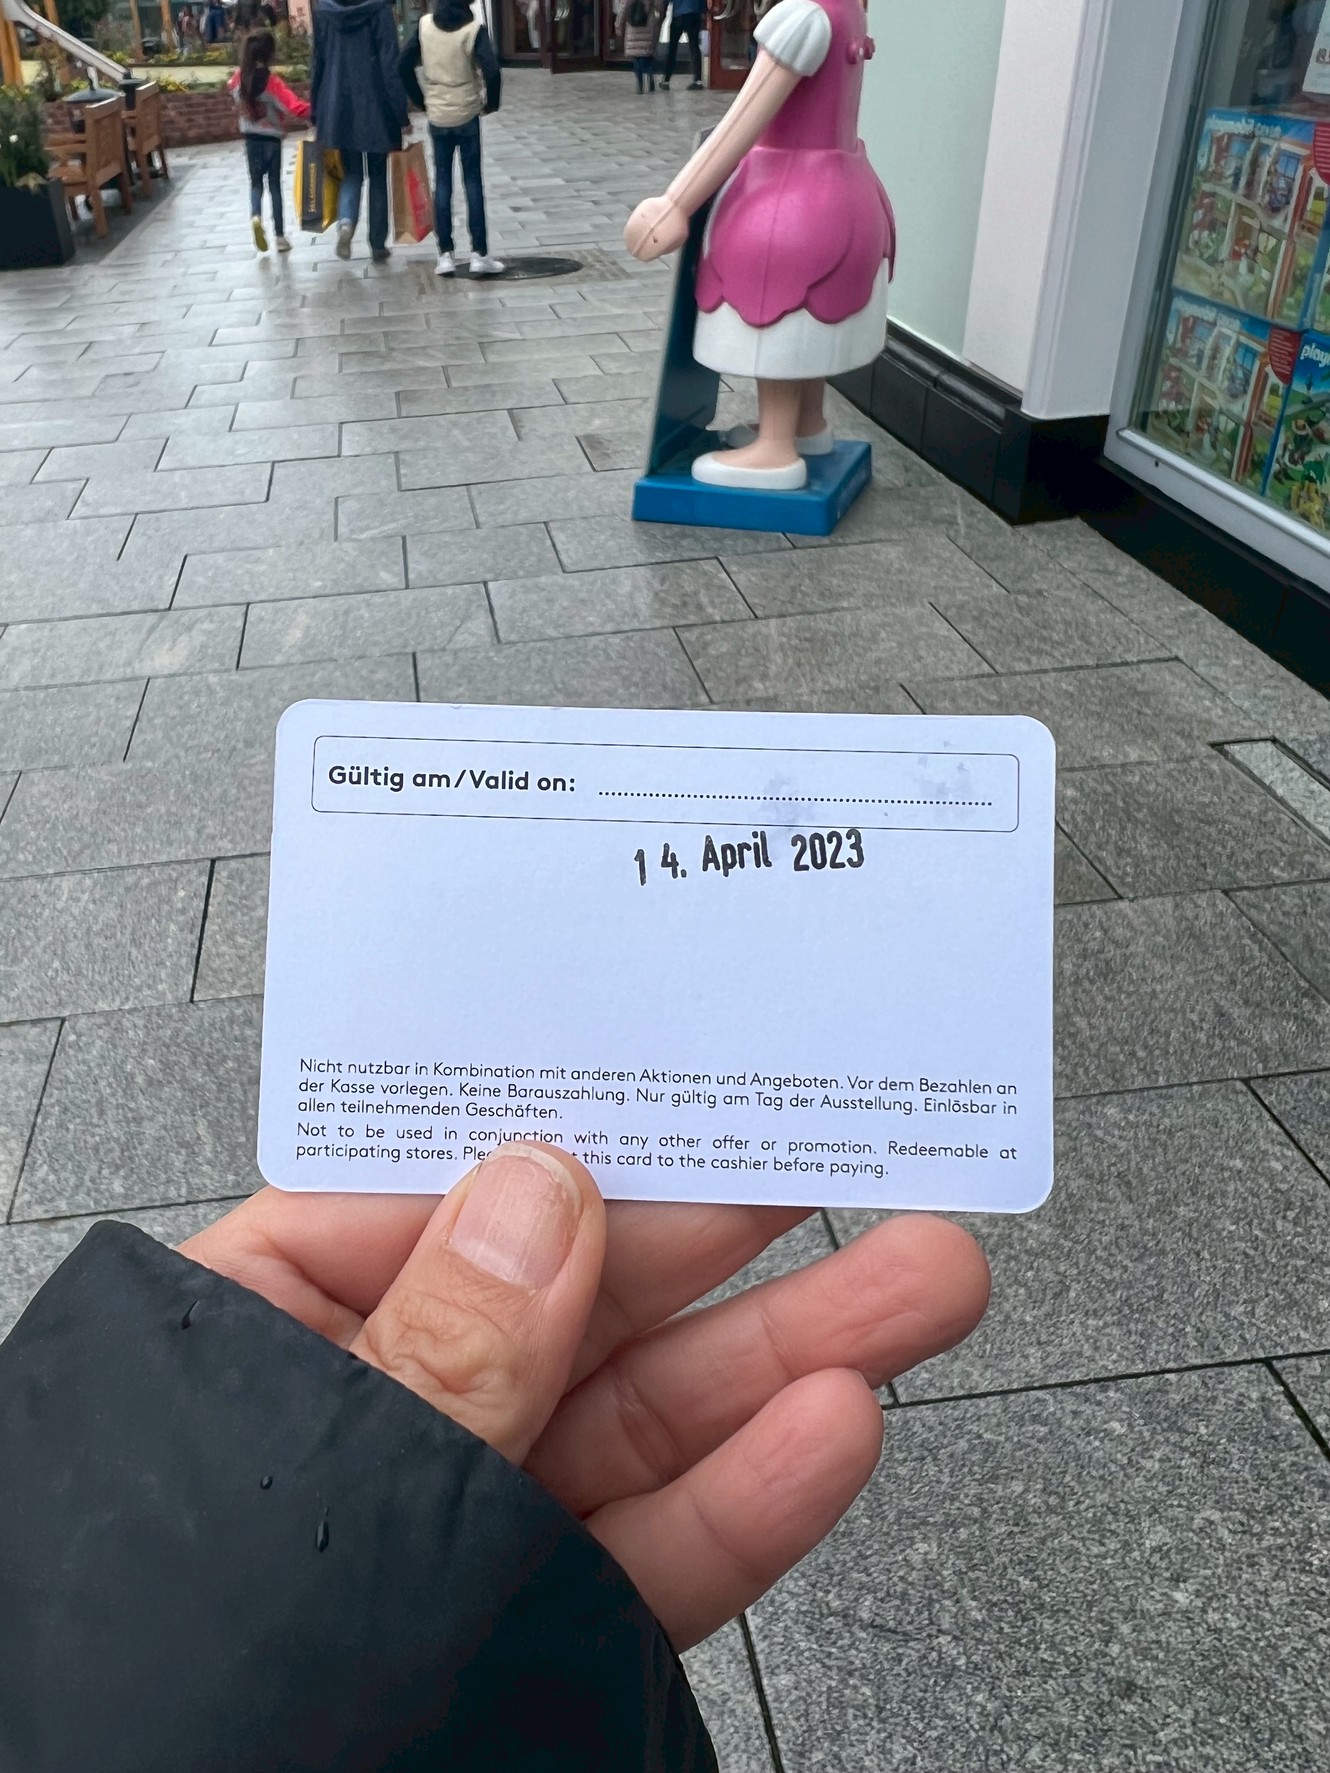 Gültig am/Valid on:
14. April 2023
Nicht nutzbar in Kombination mit anderen Aktionen und Angeboten. Vor dem Bezahlen an
der Kasse vorlegen. Keine Barauszahlung. Nur gültig am Tag der Ausstellung. Einlösbar in
allen teilnehmenden Geschäften.
Not to be used in conjunction with any other offer or promotion. Redeemable at
participating stores. this card to the cashier before paying.
playmobil